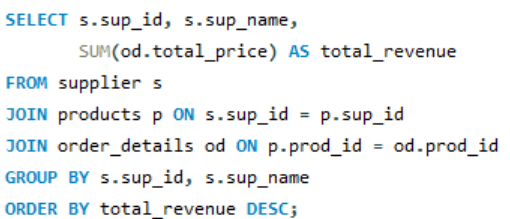 SELECT s.sup_id, s.sup_name,
SUM(od.total_price) AS total_revenue
FROM supplier s
JOIN products p ON s.sup_id = p.sup_id
JOIN order_details od ON p.prod_id = od.prod_id
GROUP BY s.sup_id, s.sup_name
ORDER BY total_revenue DESC;